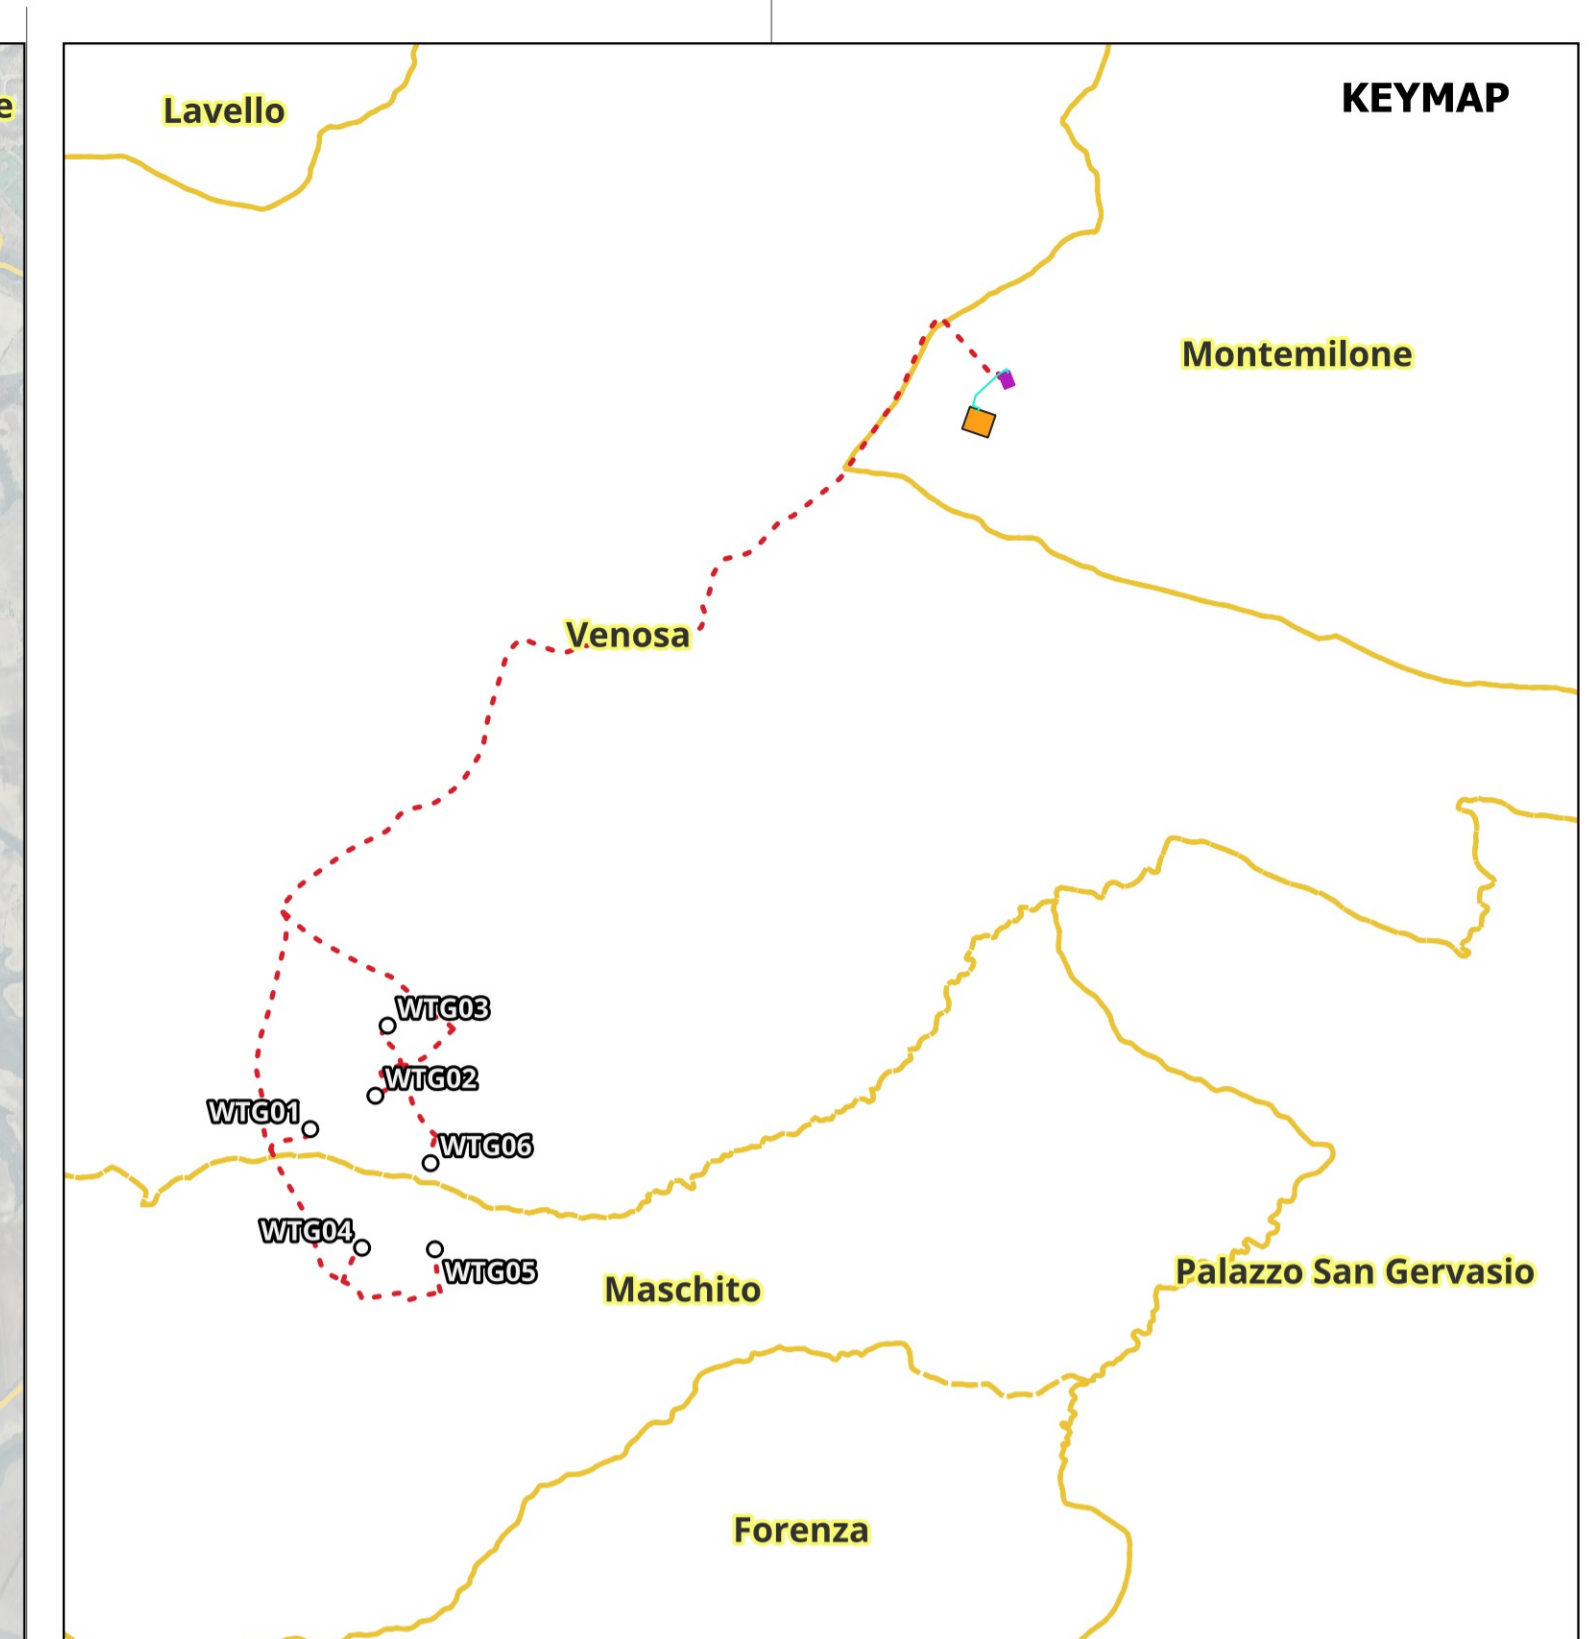 KEYMAP
Lavello
Montemilone
Venosa
WTG03
WTG02
WTG01
WTG06
WTG04
WTG05
Maschito
Palazzo San Gervasio
Forenza